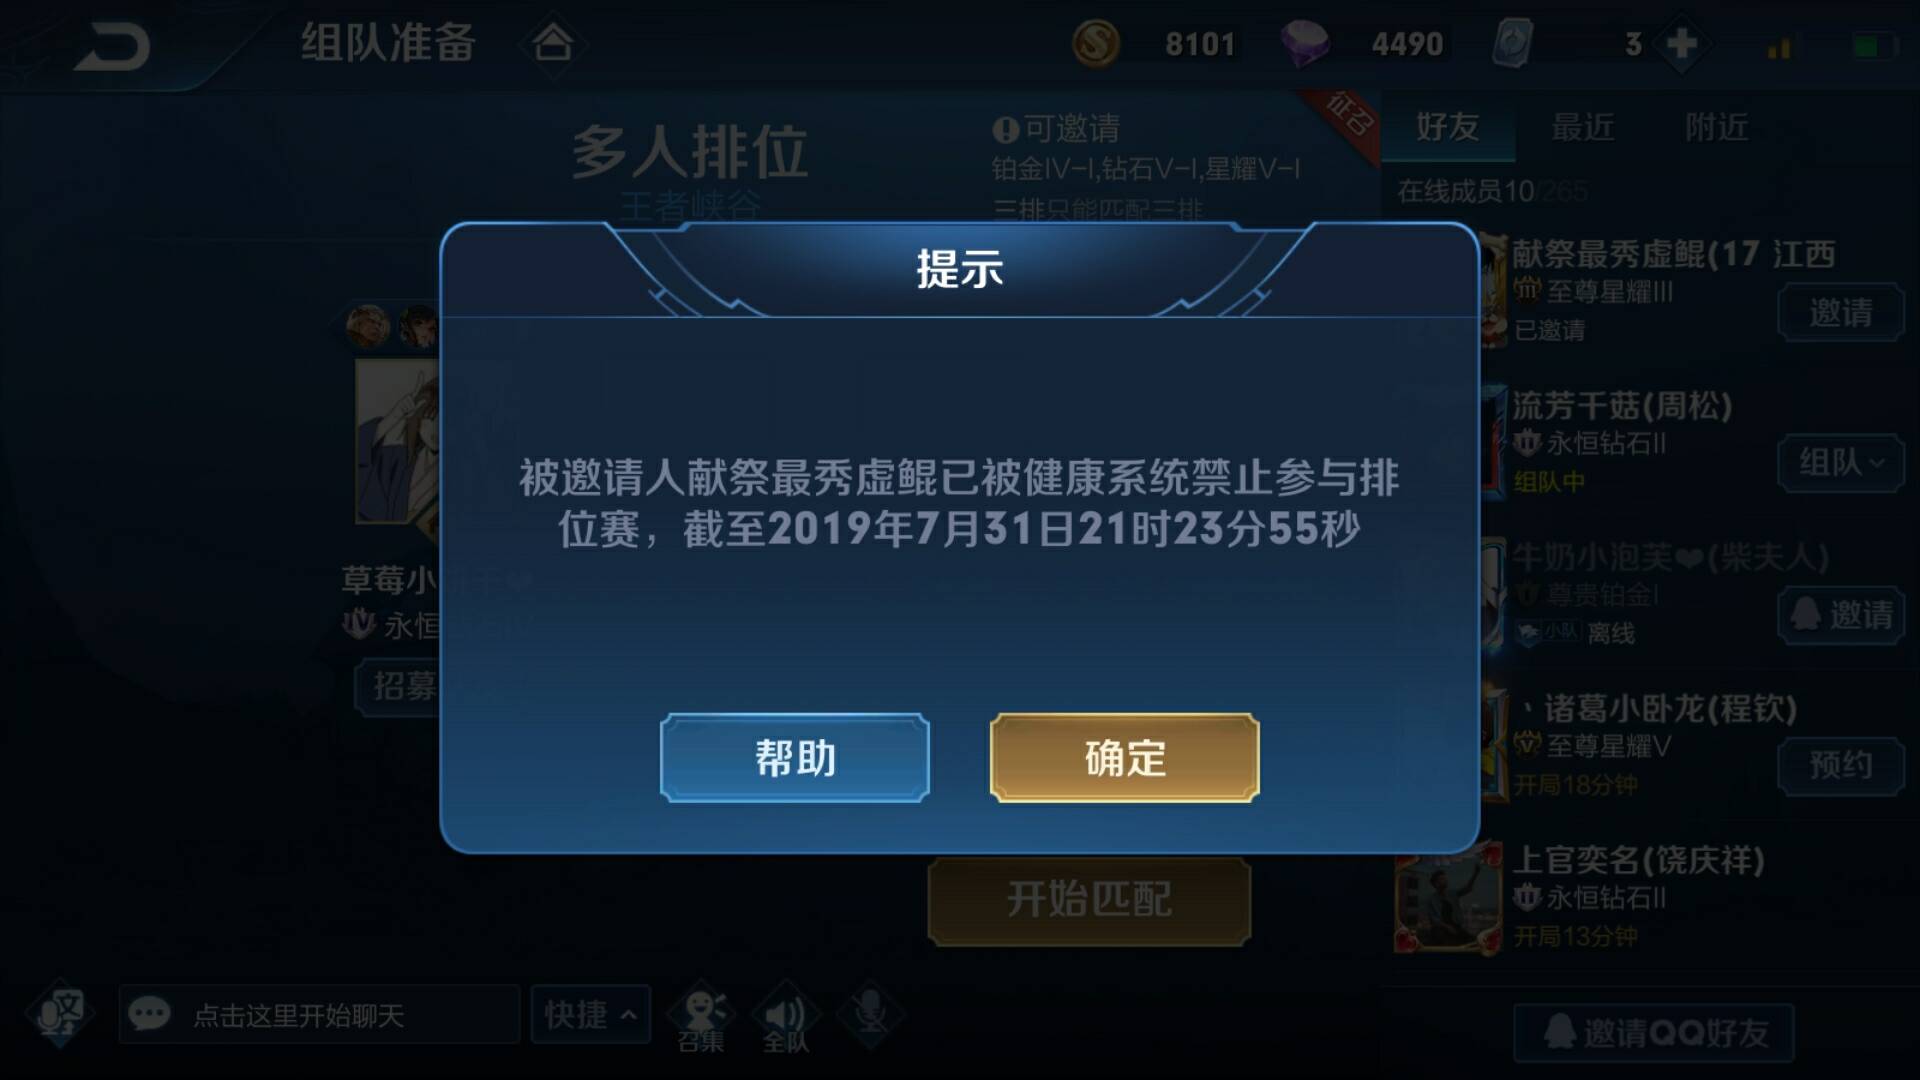 组队准备
8101
4490
3
多人排位
王者峡谷
可邀请
铂金IV-I,钻石V-I,星耀V-I
三排只能匹配三排
征召
好友
最近
附近
在线成员10/265
提示
被邀请人献祭最秀虚鲲已被健康系统禁止参与排
位赛，截至2019年7月31日21时23分55秒
帮助
确定
草莓小
永恒
招募
献祭最秀虚鲲(17 江西
至尊星耀III
已邀请
邀请
流芳千菇(周松)
永恒钻石II
组队中
组队
牛奶小泡芙❤(柴夫人)
尊贵铂金I
小队 离线
邀请
丶诸葛小卧龙(程钦)
至尊星耀V
开局18分钟
预约
上官奕名(饶庆祥)
永恒钻石II
开局13分钟
开始匹配
文
点击这里开始聊天
快捷
召集
全队
邀请QQ好友